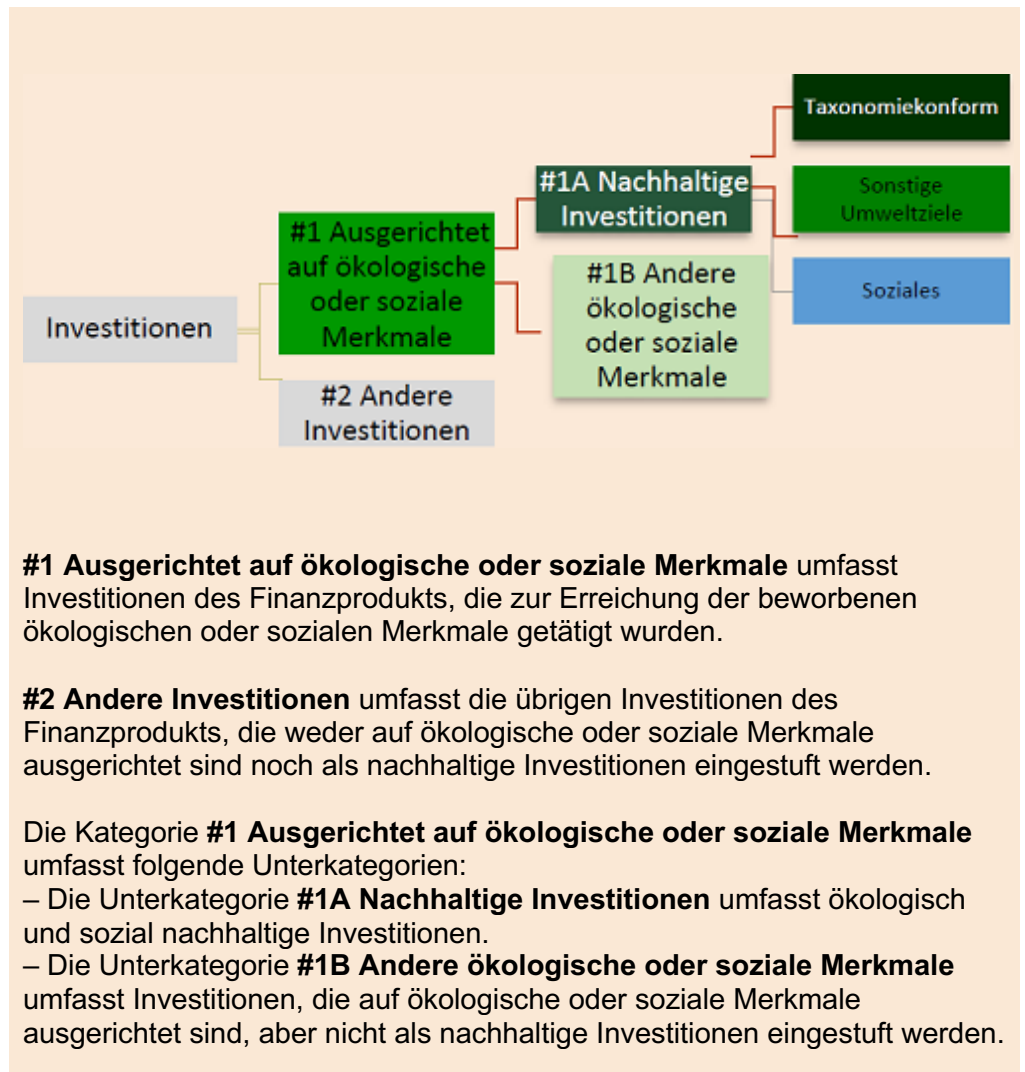 Taxonomiekonform
#1A Nachhaltige
Investitionen
Sonstige
Umweltziele
#1 Ausgerichtet
auf ökologische
oder soziale
Merkmale
#1B Andere
ökologische
oder soziale
Merkmale
Soziales
Investitionen
#2 Andere
Investitionen
#1 Ausgerichtet auf ökologische oder soziale Merkmale umfasst
Investitionen des Finanzprodukts, die zur Erreichung der beworbenen
ökologischen oder sozialen Merkmale getätigt wurden.
#2 Andere Investitionen umfasst die übrigen Investitionen des
Finanzprodukts, die weder auf ökologische oder soziale Merkmale
ausgerichtet sind noch als nachhaltige Investitionen eingestuft werden.
Die Kategorie #1 Ausgerichtet auf ökologische oder soziale Merkmale
umfasst folgende Unterkategorien:
– Die Unterkategorie #1A Nachhaltige Investitionen umfasst ökologisch
und sozial nachhaltige Investitionen.
– Die Unterkategorie #1B Andere ökologische oder soziale Merkmale
umfasst Investitionen, die auf ökologische oder soziale Merkmale
ausgerichtet sind, aber nicht als nachhaltige Investitionen eingestuft werden.